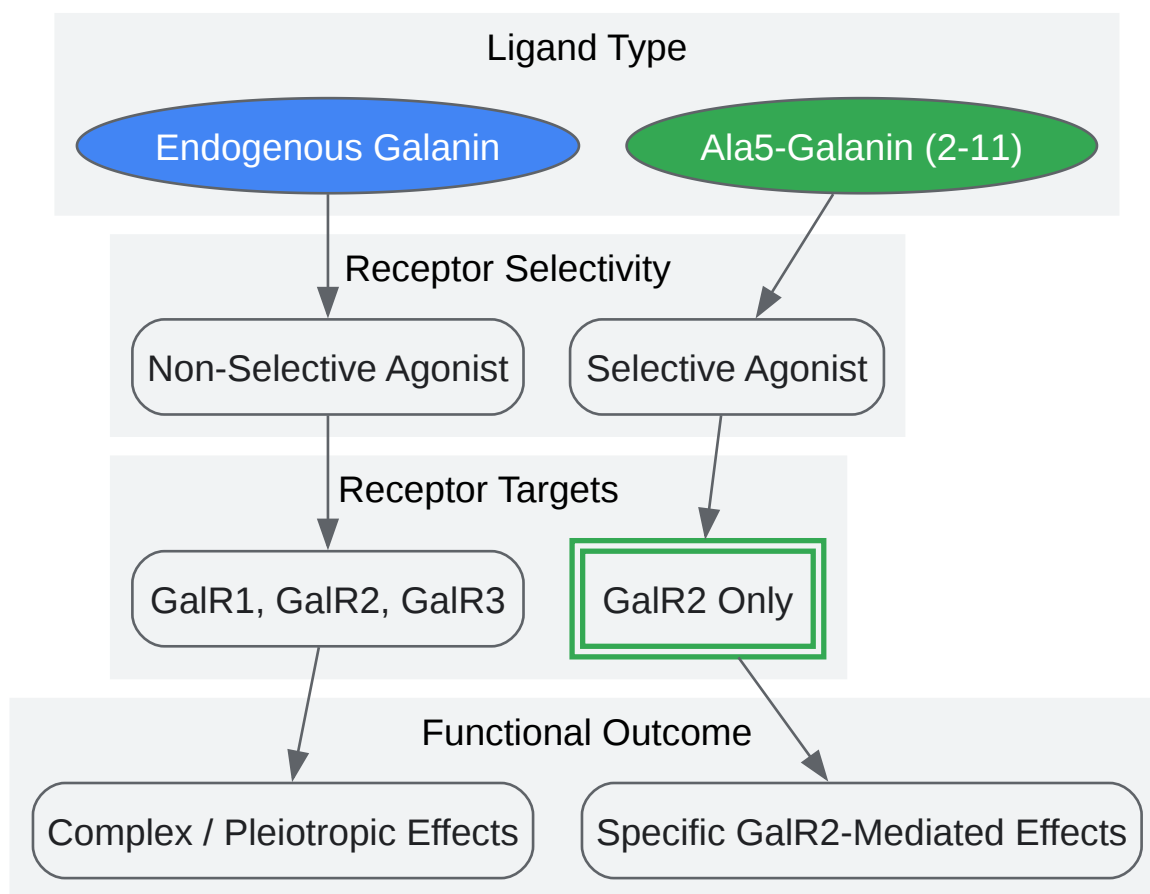 Ligand Type
Endogenous Galanin
Ala5-Galanin (2-11)
Receptor Selectivity
Non-Selective Agonist
Selective Agonist
Receptor Targets
GalR1, GalR2, GalR3
GalR2 Only
Functional Outcome
Complex / Pleiotropic Effects
Specific GalR2-Mediated Effects